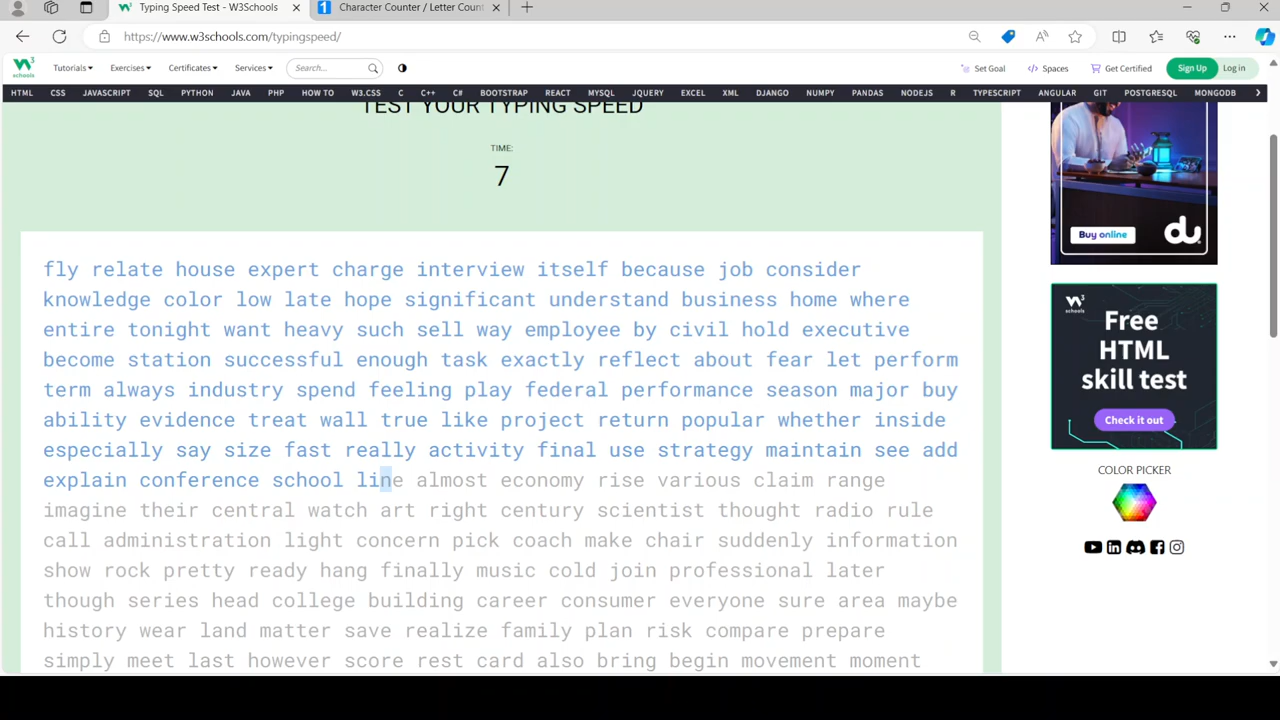 Typing Speed Test - W3Schools
Character Counter / Letter Count
https://www.w3schools.com/typingspeed/
W3 schools
Tutorials
Exercises
Certificates
Services
Search...
Set Goal
Spaces
Get Certified
Sign Up
Log in
HTML CSS JAVASCRIPT SQL PYTHON JAVA PHP HOW TO W3.CSS C C++ C# BOOTSTRAP REACT MYSQL JQUERY EXCEL XML DJANGO NUMPY PANDAS NODEJS R TYPESCRIPT ANGULAR GIT POSTGRESQL MONGODB
TEST YOUR TYPING SPEED
TIME:
7
fly relate house expert charge interview itself because job consider
knowledge color low late hope significant understand business home where
entire tonight want heavy such sell way employee by civil hold executive
become station successful enough task exactly reflect about fear let perform
term always industry spend feeling play federal performance season major buy
ability evidence treat wall true like project return popular whether inside
especially say size fast really activity final use strategy maintain see add
explain conference school line almost economy rise various claim range
imagine their central watch art right century scientist thought radio rule
call administration light concern pick coach make chair suddenly information
show rock pretty ready hang finally music cold join professional later
though series head college building career consumer everyone sure area maybe
history wear land matter save realize family plan risk compare prepare
simply meet last however score rest card also bring begin movement moment
Buy online
du
W3 schools
Free
HTML
skill test
Check it out
COLOR PICKER